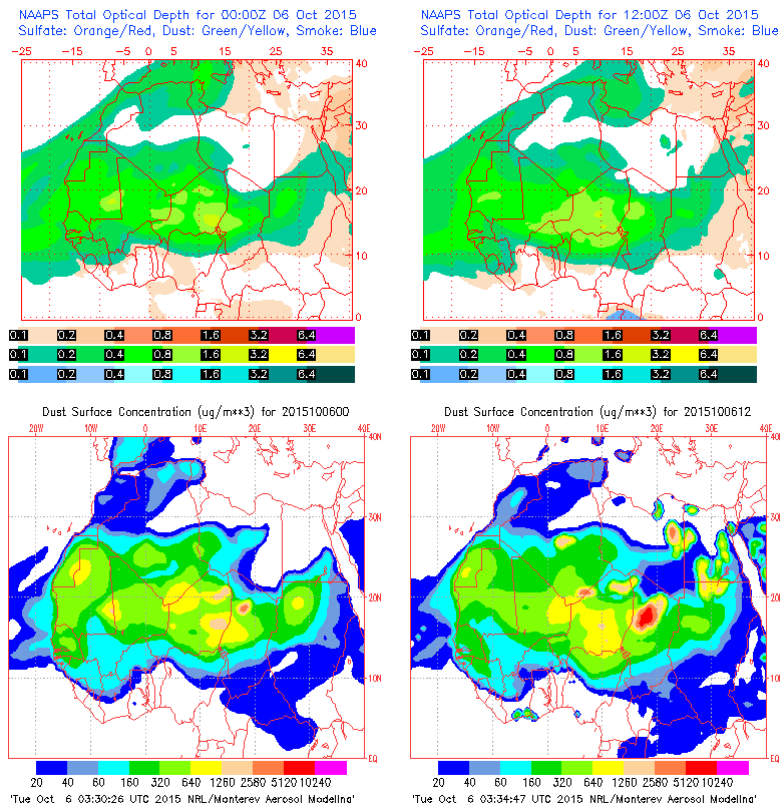 NAAPS Total Optical Depth for 00:00Z 06 Oct 2015
Sulfate: Orange/Red, Dust: Green/Yellow, Smoke: Blue
-25 -15 -5 0 5 15 25 35
40
30
20
10
0
0.1 0.2 0.4 0.8 1.6 3.2 6.4
0.1 0.2 0.4 0.8 1.6 3.2 6.4
0.1 0.2 0.4 0.8 1.6 3.2 6.4
NAAPS Total Optical Depth for 12:00Z 06 Oct 2015
Sulfate: Orange/Red, Dust: Green/Yellow, Smoke: Blue
-25 -15 -5 0 5 15 25 35
40
30
20
10
0
0.1 0.2 0.4 0.8 1.6 3.2 6.4
0.1 0.2 0.4 0.8 1.6 3.2 6.4
0.1 0.2 0.4 0.8 1.6 3.2 6.4
Dust Surface Concentration (ug/m**3) for 2015100600
20W 10W 0 10E 20E 30E 40E
40N
30N
20N
10N
EQ
20 40 80 160 320 640 1280 2560 5120 10240
'Tue Oct 6 03:30:26 UTC 2015 NRL/Monterey Aerosol Modeling'
Dust Surface Concentration (ug/m**3) for 2015100612
20W 10W 0 10E 20E 30E 40E
40N
30N
20N
10N
EQ
20 40 80 160 320 640 1280 2560 5120 10240
'Tue Oct 6 03:34:47 UTC 2015 NRL/Monterey Aerosol Modeling'